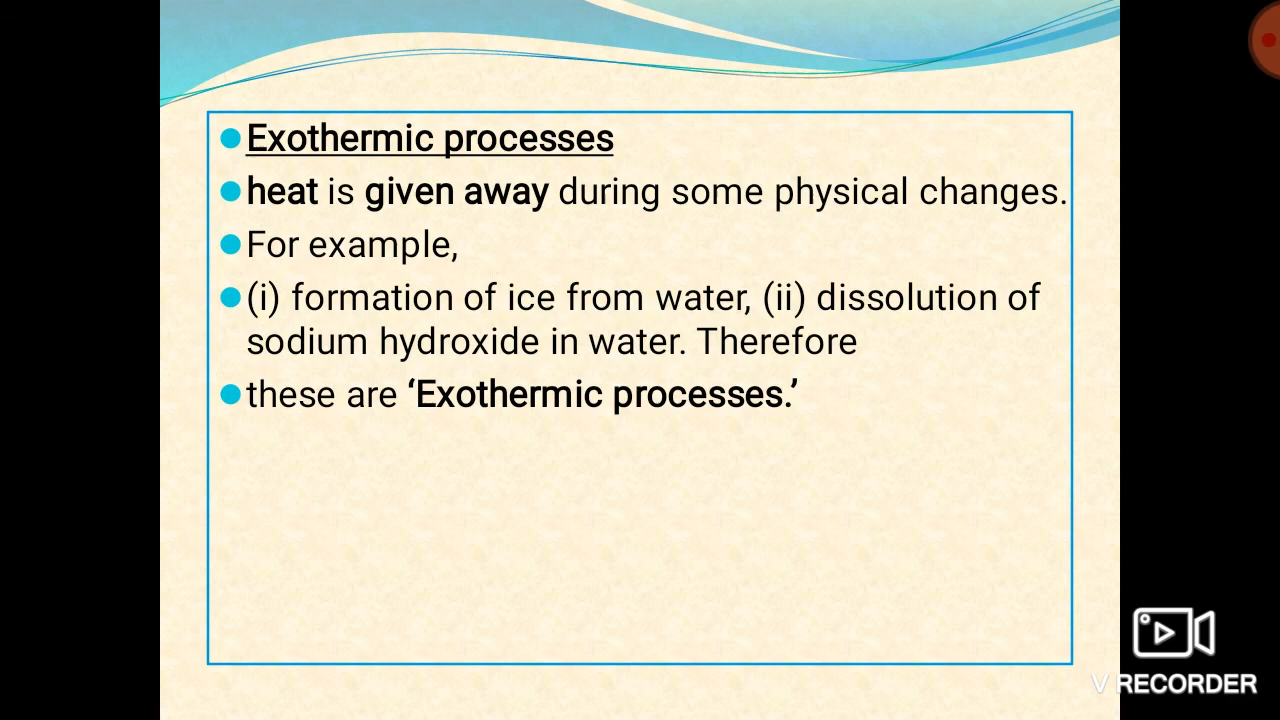 Exothermic processes
heat is given away during some physical changes.
For example,
(i) formation of ice from water, (ii) dissolution of
sodium hydroxide in water. Therefore
these are ‘Exothermic processes.’
V RECORDER